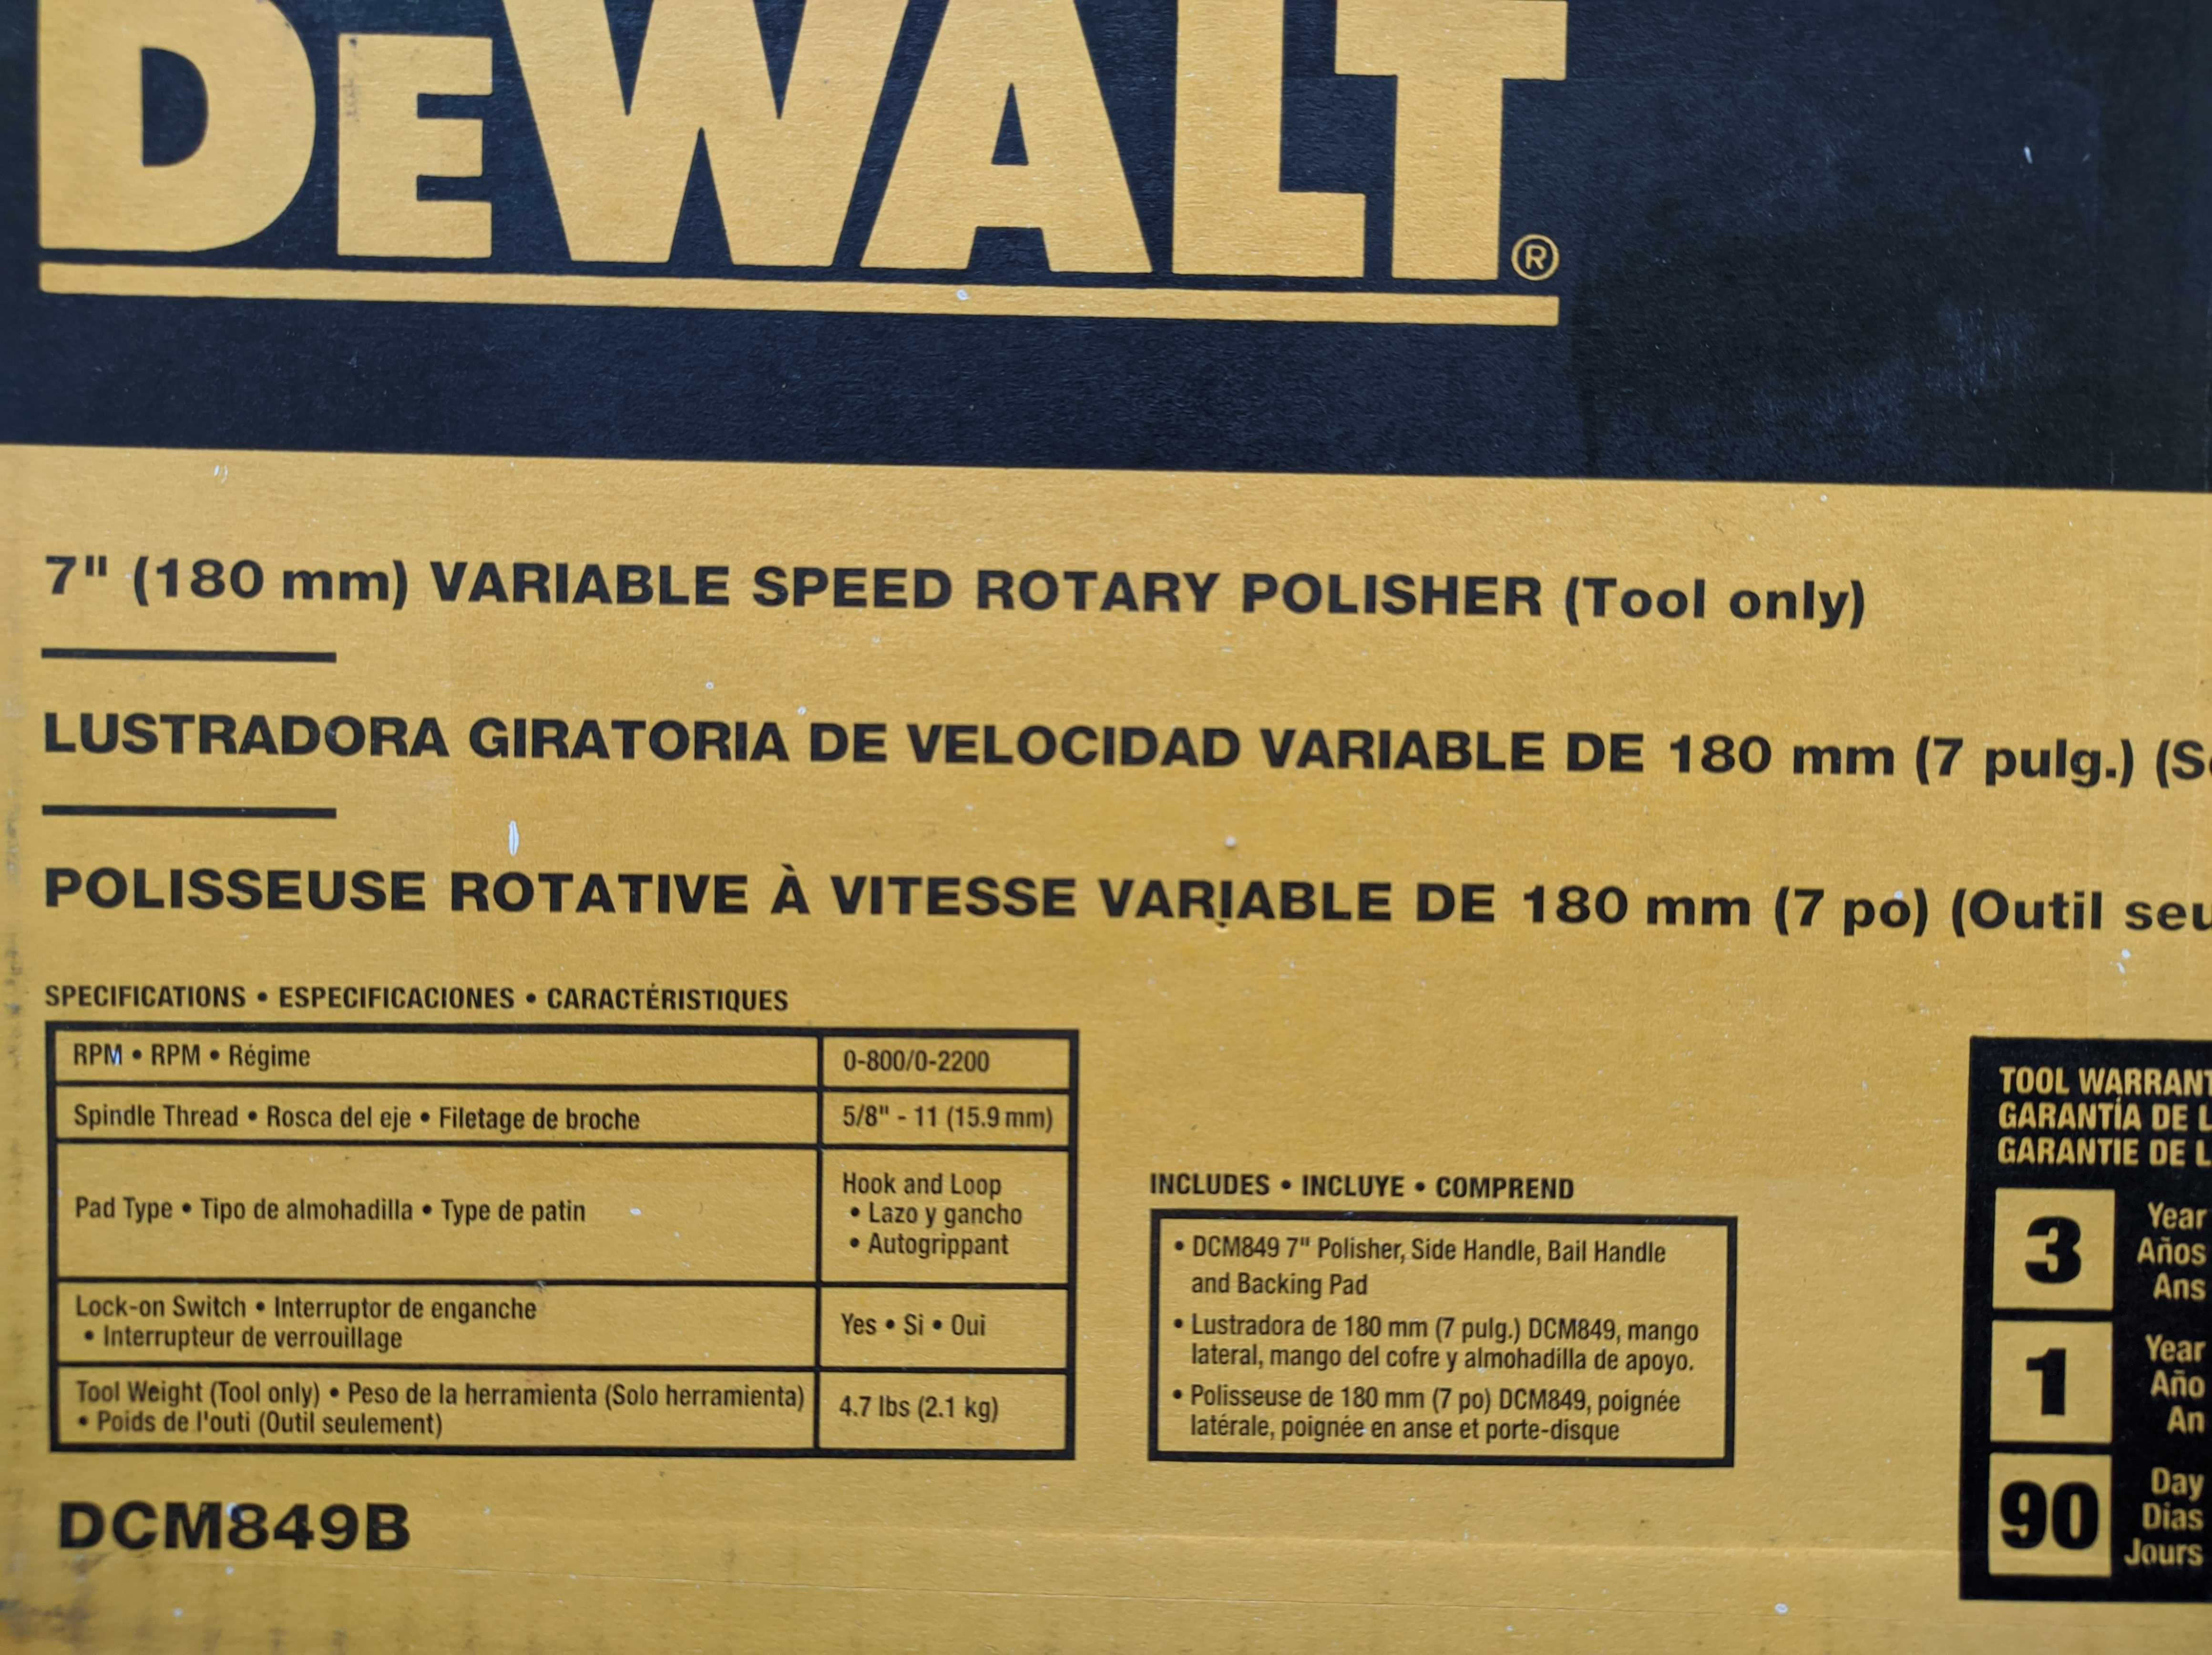 DEWALT®
7" (180 mm) VARIABLE SPEED ROTARY POLISHER (Tool only)
LUSTRADORA GIRATORIA DE VELOCIDAD VARIABLE DE 180 mm (7 pulg.)
POLISSEUSE ROTATIVE À VITESSE VARIABLE DE 180 mm (7 po) (Outil
SPECIFICATIONS • ESPECIFICACIONES • CARACTÉRISTIQUES
RPM • RPM • Régime 0-800/0-2200
Spindle Thread • Rosca del eje • Filetage de broche 5/8" - 11 (15.9 mm)
Pad Type • Tipo de almohadilla • Type de patin
Hook and Loop
• Lazo y gancho
• Autogrippant
Lock-on Switch • Interruptor de enganche
• Interrupteur de verrouillage
Yes • Si • Oui
Tool Weight (Tool only) • Peso de la herramienta (Solo herramienta)
• Poids de l'outi (Outil seulement)
4.7 lbs (2.1 kg)
DCM849B
INCLUDES • INCLUYE • COMPREND
• DCM849 7" Polisher, Side Handle, Bail Handle
and Backing Pad
• Lustradora de 180 mm (7 pulg.) DCM849, mango
lateral, mango del cofre y almohadilla de apoyo.
• Polisseuse de 180 mm (7 po) DCM849, poignée
latérale, poignée en anse et porte-disque
TOOL
GARANTÍA DE
GARANTIE DE
3
Year
Años
Ans
1
Year
Año
An
90
Day
Dias
Jours